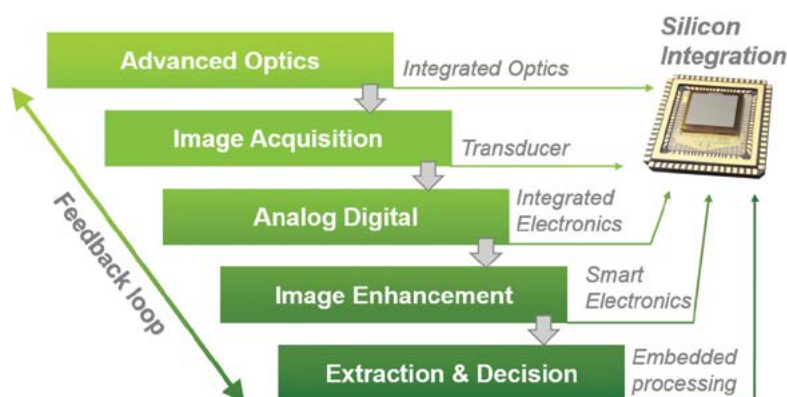 Silicon
Integration
Advanced Optics
Integrated Optics
Image Acquisition
Transducer
Analog Digital
Integrated
Electronics
Image Enhancement
Smart
Electronics
Extraction & Decision
Embedded
processing
Feedback loop